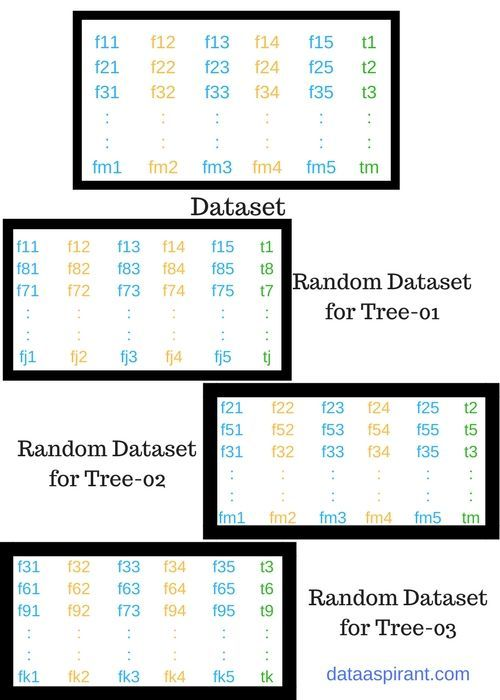 f11 f12 f13 f14 f15 t1
f21 f22 f23 f24 f25 t2
f31 f32 f33 f34 f35 t3
: : : : : :
: : : : : :
fm1 fm2 fm3 fm4 fm5 tm
Dataset
f11 f12 f13 f14 f15 t1
f81 f82 f83 f84 f85 t8
f71 f72 f73 f74 f75 t7
: : : : : :
: : : : : :
fj1 fj2 fj3 fj4 fj5 tj
Random Dataset
for Tree-01
f21 f22 f23 f24 f25 t2
f51 f52 f53 f54 f55 t5
f31 f32 f33 f34 f35 t3
: : : : : :
: : : : : :
fm1 fm2 fm3 fm4 fm5 tm
Random Dataset
for Tree-02
f31 f32 f33 f34 f35 t3
f61 f62 f63 f64 f65 t6
f91 f92 f73 f94 f95 t9
: : : : : :
: : : : : :
fk1 fk2 fk3 fk4 fk5 tk
Random Dataset
for Tree-03
dataaspirant.com